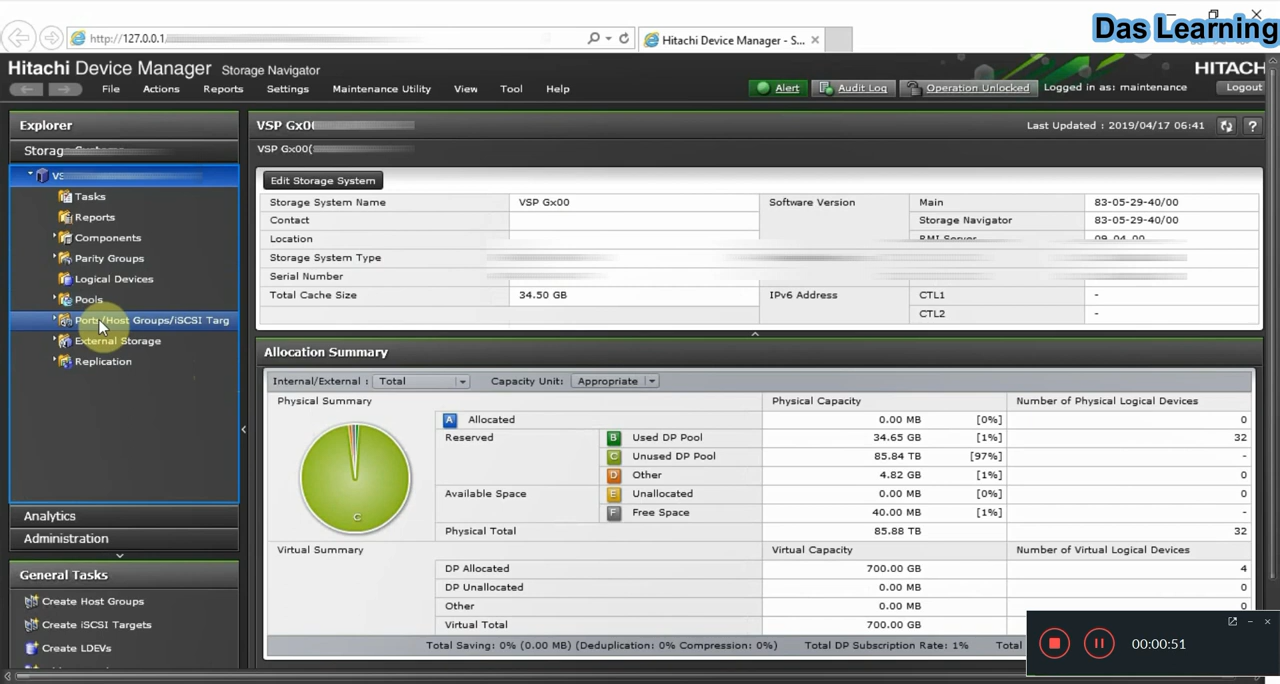 http://127.0.0.1
Hitachi Device Manager - S...
Das Learning
Hitachi Device Manager Storage Navigator
HITACH
File Actions Reports Settings Maintenance Utility View Tool Help
Alert Audit Log Operation Unlocked Logged in as: maintenance Logout
Explorer
Tasks
Reports
Components
Parity Groups
Logical Devices
Pools
Ports/Host Groups/iSCSI Targ
External Storage
Replication
Analytics
Administration
General Tasks
Create Host Groups
Create iSCSI Targets
Create LDEVs
VSP Gx0
Last Updated : 2019/04/17 06:41
VSP Gx00(
Edit Storage System
Storage System Name VSP Gx00 Software Version Main 83-05-29-40/00
Contact Storage Navigator 83-05-29-40/00
Location RMI Server 09-04-00
Storage System Type
Serial Number
Total Cache Size 34.50 GB IPv6 Address CTL1 -
CTL2 -
Allocation Summary
Internal/External : Total Capacity Unit: Appropriate
Physical Summary Physical Capacity Number of Physical Logical Devices
A Allocated 0.00 MB [0%] 0
Reserved B Used DP Pool 34.65 GB [1%] 32
C Unused DP Pool 85.84 TB [97%] -
D Other 4.82 GB [1%] 0
Available Space E Unallocated 0.00 MB [0%] 0
F Free Space 40.00 MB [1%] -
Physical Total 85.88 TB 32
C
Virtual Summary Virtual Capacity Number of Virtual Logical Devices
DP Allocated 700.00 GB 4
DP Unallocated 0.00 MB 0
Other 0.00 MB 0
Virtual Total 700.00 GB
Total Saving: 0% (0.00 MB) (Deduplication: 0% Compression: 0%) Total DP Subscription Rate: 1% Total
00:00:51